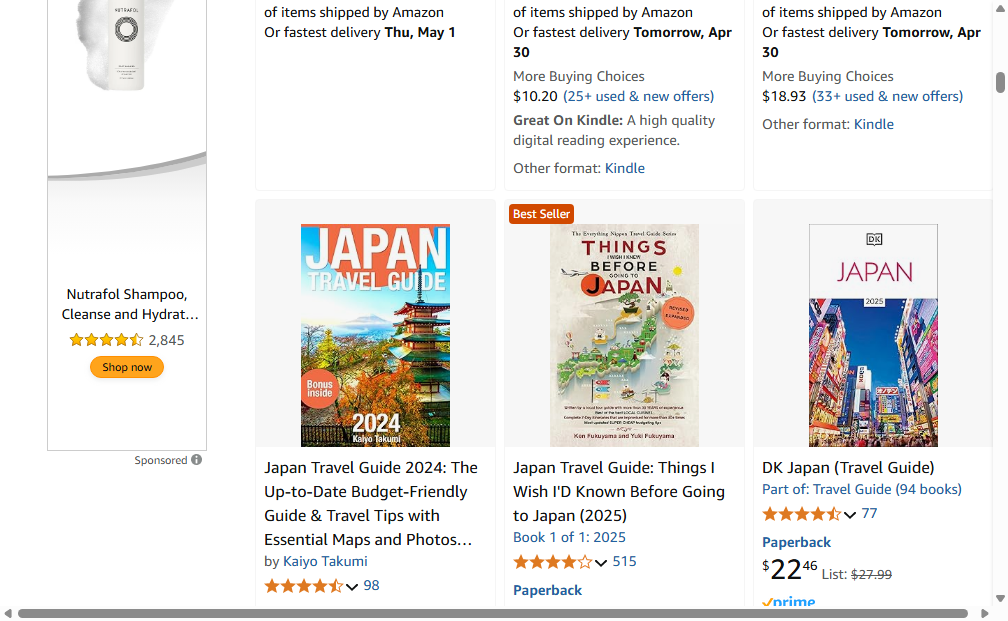 NUTRAFOL
Nutrafol Shampoo,
Cleanse and Hydrat…
2,845
Shop now
Sponsored
of items shipped by Amazon
Or fastest delivery Thu, May 1
of items shipped by Amazon
Or fastest delivery Tomorrow, Apr
30
More Buying Choices
$10.20 (25+ used & new offers)
Great On Kindle: A high quality
digital reading experience.
Other format: Kindle
of items shipped by Amazon
Or fastest delivery Tomorrow, Apr
30
More Buying Choices
$18.93 (33+ used & new offers)
Other format: Kindle
JAPAN
TRAVEL GUIDE
Bonus
inside
2024
Kaiyo Takumi
Japan Travel Guide 2024: The
Up-to-Date Budget-Friendly
Guide & Travel Tips with
Essential Maps and Photos…
by Kaiyo Takumi
98
Best Seller
The Everything Nippon Travel Guide Series
THINGS
I WISH I KNEW
BEFORE
GOING TO
JAPAN
REVISED
EXPANDED
Ken Fukuyama and Yuki Fukuyama
Japan Travel Guide: Things I
Wish I'D Known Before Going
to Japan (2025)
Book 1 of 1: 2025
515
Paperback
DK
JAPAN
2025
DK Japan (Travel Guide)
Part of: Travel Guide (94 books)
77
Paperback
$22.46 List: $27.99
prime